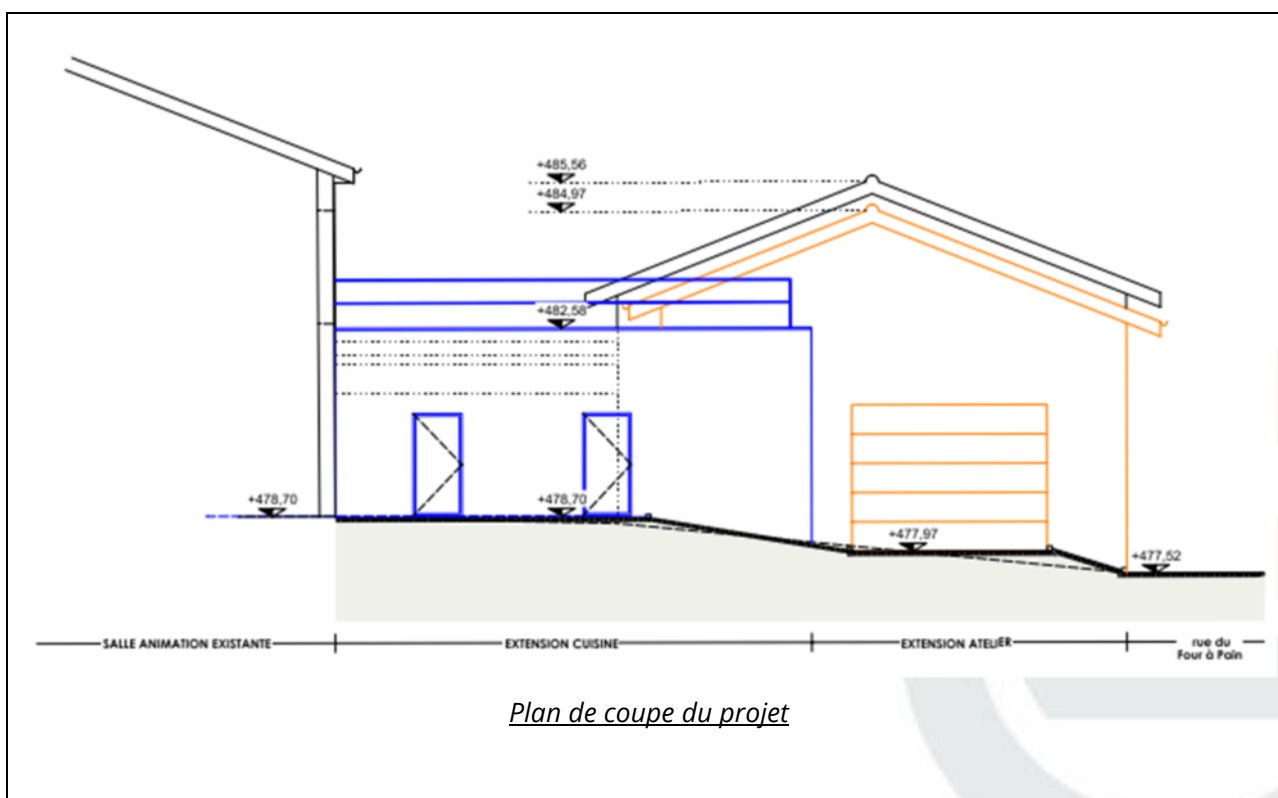 +485,56
+484,97
+482,58
+478,70
+478,70
+477,97
+477,52
SALLE ANIMATION EXISTANTE
EXTENSION CUISINE
EXTENSION ATELIER
rue du
Four à Pain
Plan de coupe du projet